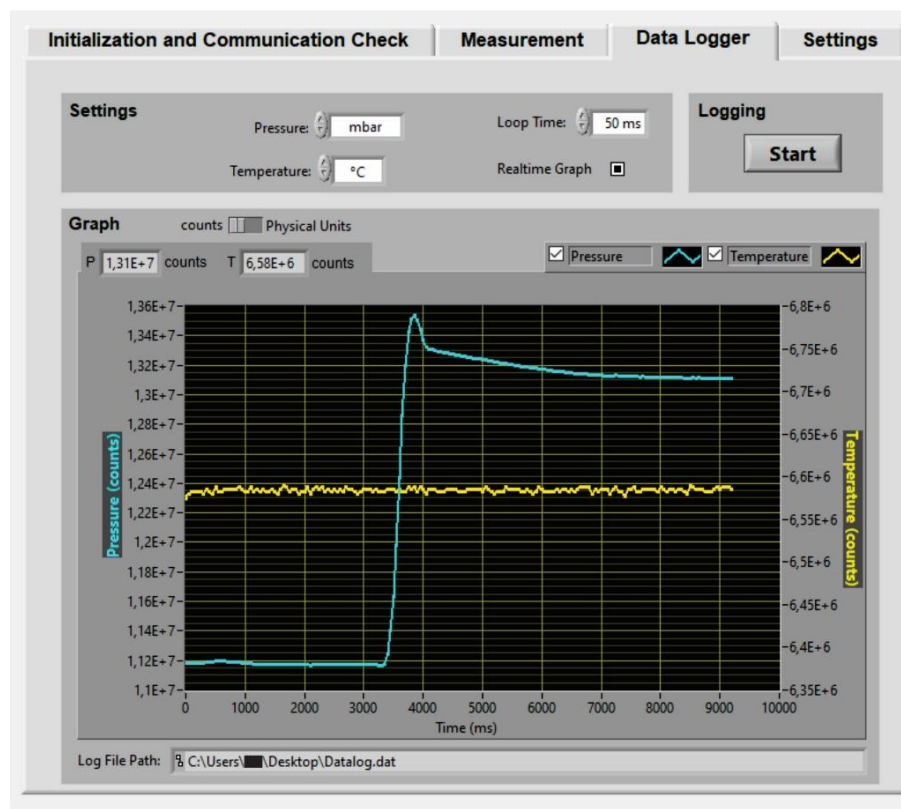 Initialization and Communication Check Measurement Data Logger Settings
Settings
Pressure: mbar
Loop Time: 50 ms
Temperature: °C
Realtime Graph
Logging
Start
Graph
counts Physical Units
P 1,31E+7 counts T 6,58E+6 counts
Pressure Temperature
1,36E+7
1,34E+7
1,32E+7
1,3E+7
1,28E+7
1,26E+7
1,24E+7
1,22E+7
1,2E+7
1,18E+7
1,16E+7
1,14E+7
1,12E+7
1,1E+7
Pressure (counts)
6,8E+6
6,75E+6
6,7E+6
6,65E+6
6,6E+6
6,55E+6
6,5E+6
6,45E+6
6,4E+6
6,35E+6
Temperature (counts)
0 1000 2000 3000 4000 5000 6000 7000 8000 9000 10000
Time (ms)
Log File Path: C:\Users\ \Desktop\Datalog.dat